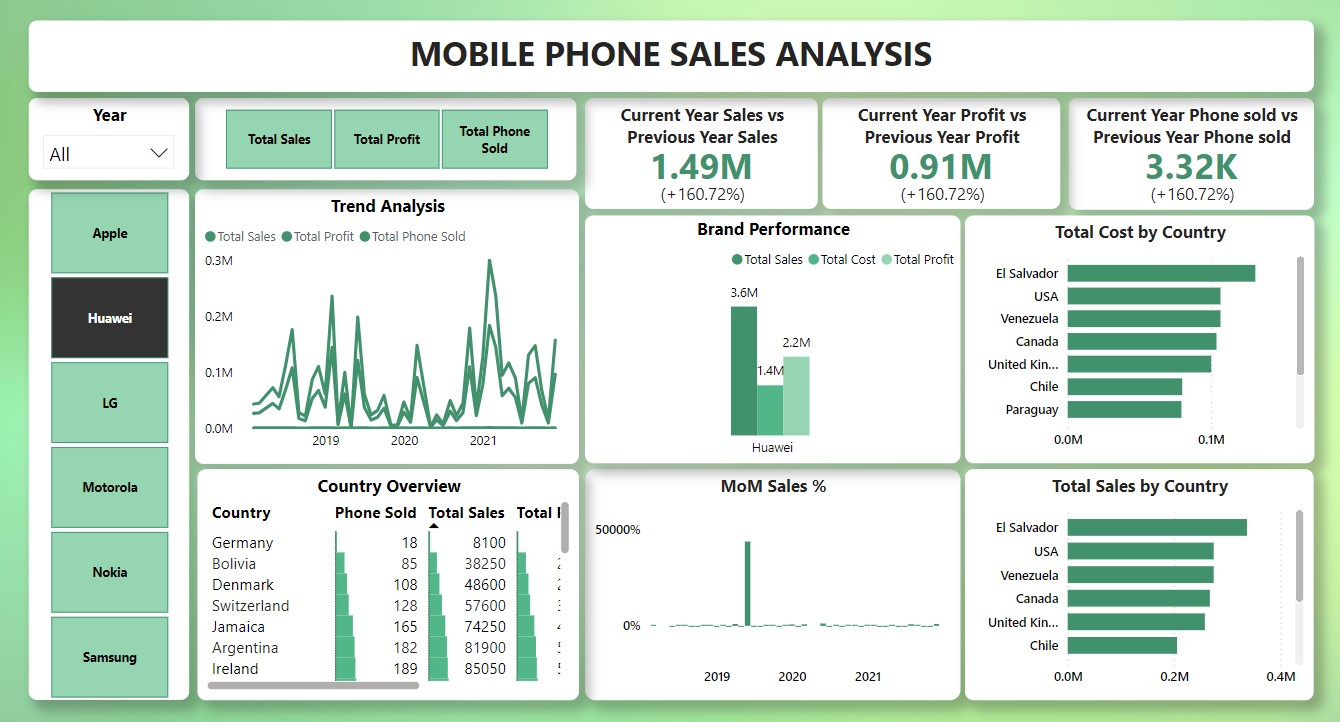 MOBILE PHONE SALES ANALYSIS
Year
All
Total Sales
Total Profit
Total Phone
Sold
Current Year Sales vs
Previous Year Sales
1.49M
(+160.72%)
Current Year Profit vs
Previous Year Profit
0.91M
(+160.72%)
Current Year Phone sold vs
Previous Year Phone sold
3.32K
(+160.72%)
Apple
Huawei
LG
Motorola
Nokia
Samsung
Trend Analysis
Total Sales Total Profit Total Phone Sold
0.3M
0.2M
0.1M
0.0M
2019 2020 2021
Brand Performance
Total Sales Total Cost Total Profit
3.6M
1.4M
2.2M
Huawei
Total Cost by Country
El Salvador
USA
Venezuela
Canada
United Kin...
Chile
Paraguay
0.0M 0.1M
Country Overview
Country Phone Sold Total Sales Total
Germany 18 8100
Bolivia 85 38250
Denmark 108 48600
Switzerland 128 57600
Jamaica 165 74250
Argentina 182 81900
Ireland 189 85050
MoM Sales %
50000%
0%
2019 2020 2021
Total Sales by Country
El Salvador
USA
Venezuela
Canada
United Kin...
Chile
0.0M 0.2M 0.4M